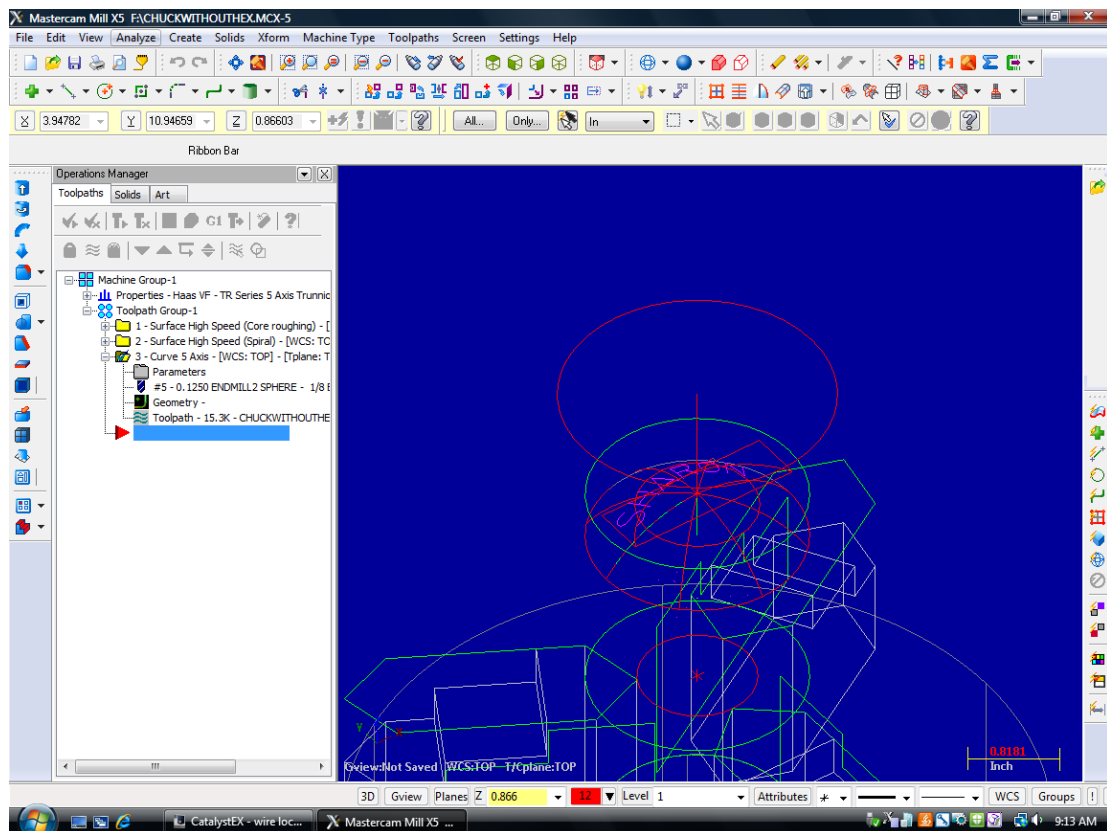 Mastercam Mill X5 F:\CHUCKWITHOUTHEX.MCX-5
File Edit View Analyze Create Solids Xform Machine Type Toolpaths Screen Settings Help
X 3.94782 Y 10.94659 Z 0.86603 All... Only... In
Ribbon Bar
Operations Manager
Toolpaths Solids Art
G1
Machine Group-1
Properties - Haas VF - TR Series 5 Axis Trunnic
Toolpath Group-1
1 - Surface High Speed (Core roughing) - [
2 - Surface High Speed (Spiral) - [WCS: TC
3 - Curve 5 Axis - [WCS: TOP] - [Tplane: T
Parameters
#5 - 0.1250 ENDMILL2 SPHERE - 1/8 E
Geometry -
Toolpath - 15.3K - CHUCKWITHOUTHE
Y X
0.8181
Inch
Gview:Not Saved WCS:TOP T/Cplane:TOP
3D Gview Planes Z 0.866 12 Level 1 Attributes WCS Groups !
CatalystEX - wire loc... Mastercam Mill X5 ... 9:13 AM